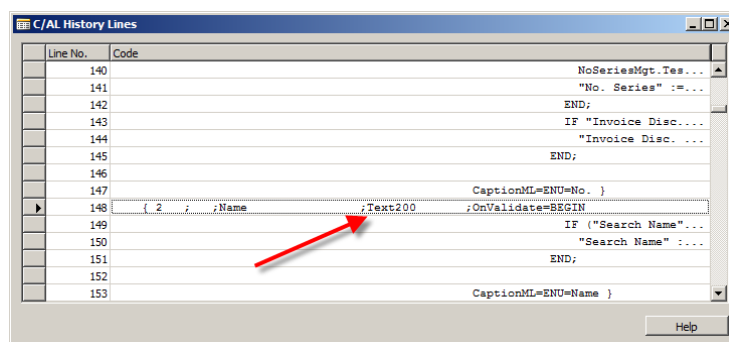 C/AL History Lines
Line No. Code
140 NoSeriesMgt.Tes...
141 "No. Series" :=...
142 END;
143 IF "Invoice Disc....
144 "Invoice Disc. ...
145 END;
146
147 CaptionML=ENU=No. }
148 { 2 ; ;Name ;Text200 ;OnValidate=BEGIN
149 IF ("Search Name"...
150 "Search Name" :...
151 END;
152
153 CaptionML=ENU=Name }
Help